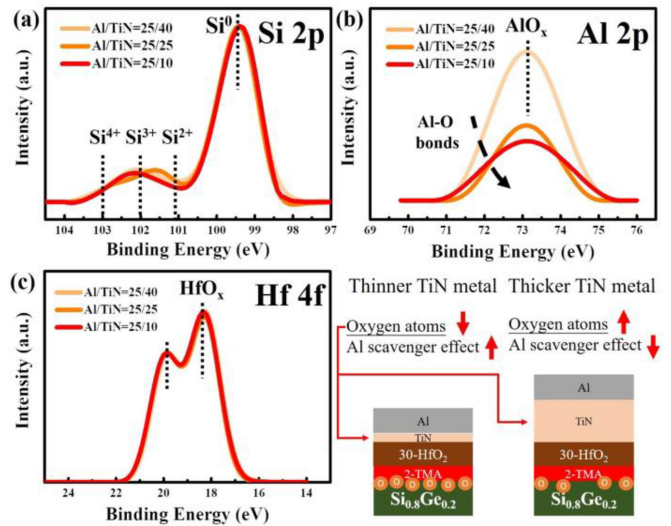 (a)
Al/TiN=25/40
Al/TiN=25/25
Al/TiN=25/10
Si⁰
Si 2p
Si⁴⁺
Si³⁺
Si²⁺
Intensity (a.u.)
104 103 102 101 100 99 98 97
Binding Energy (eV)
(b)
Al/TiN=25/40
Al/TiN=25/25
Al/TiN=25/10
AlOₓ
Al 2p
Al-O
bonds
Intensity (a.u.)
69 70 71 72 73 74 75 76 77
Binding Energy (eV)
(c)
Al/TiN=25/40
Al/TiN=25/25
Al/TiN=25/10
HfOₓ
Hf 4f
Intensity (a.u.)
24 22 20 18 16 14
Binding Energy (eV)
Thinner TiN metal
Oxygen atoms
Al scavenger effect
Thicker TiN metal
Oxygen atoms
Al scavenger effect
Al
TiN
30-HfO₂
2-TMA
O O O O O O
Si₀.₈Ge₀.₂
Al
TiN
30-HfO₂
2-TMA
O O O O
Si₀.₈Ge₀.₂